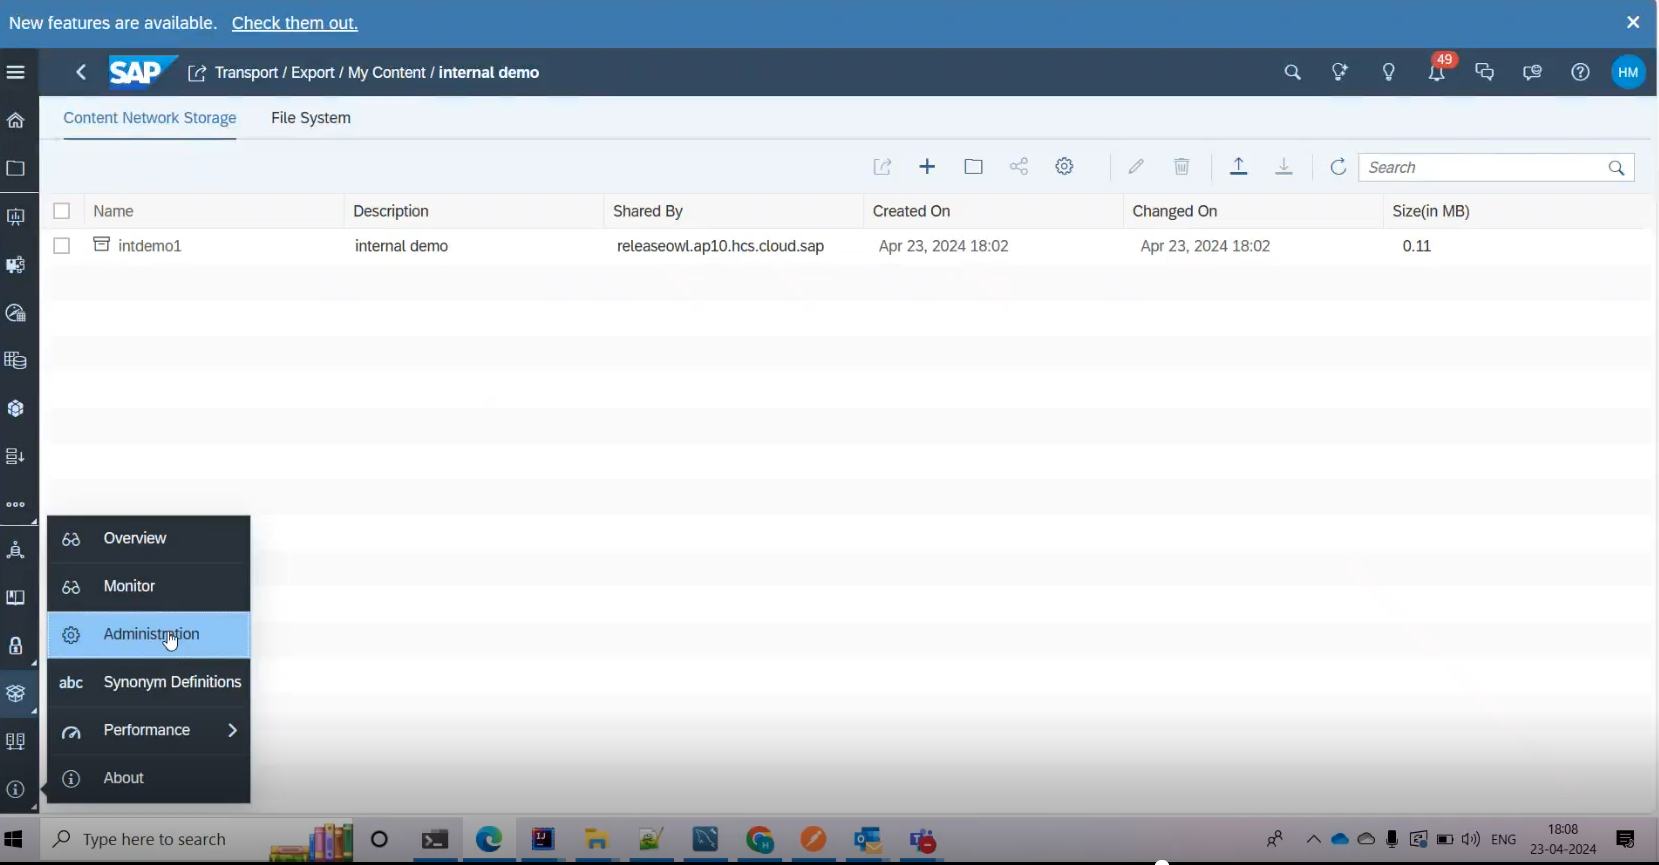 New features are available. Check them out.
SAP Transport / Export / My Content / internal demo
49
HM
Content Network Storage File System
Search
Name Description Shared By Created On Changed On Size(in MB)
intdemo1 internal demo releaseowl.ap10.hcs.cloud.sap Apr 23, 2024 18:02 Apr 23, 2024 18:02 0.11
Overview
Monitor
Administration
abc Synonym Definitions
Performance
About
Type here to search
ENG
18:08
23-04-2024